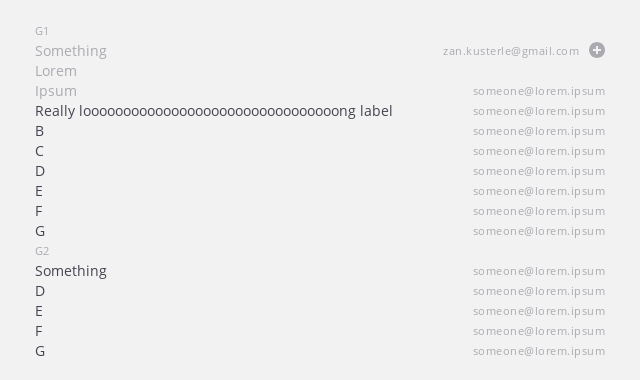 G1
Something zan.kusterle@gmail.com
Lorem
Ipsum someone@lorem.ipsum
Really looooooooooooooooooooooooooooooooong label someone@lorem.ipsum
B someone@lorem.ipsum
C someone@lorem.ipsum
D someone@lorem.ipsum
E someone@lorem.ipsum
F someone@lorem.ipsum
G someone@lorem.ipsum
G2
Something someone@lorem.ipsum
D someone@lorem.ipsum
E someone@lorem.ipsum
F someone@lorem.ipsum
G someone@lorem.ipsum